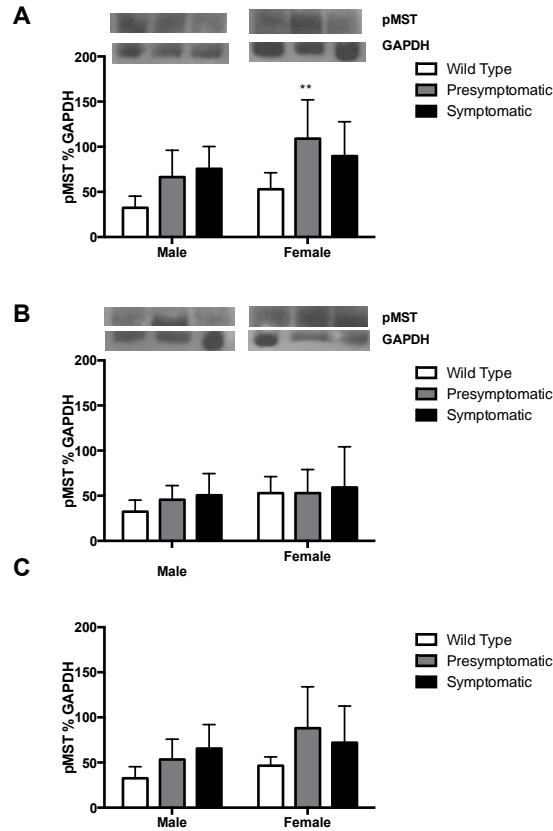 A
pMST
GAPDH
Wild Type
Presymptomatic
Symptomatic
pMST % GAPDH
200
150
100
50
0
**
Male
Female
B
pMST
GAPDH
Wild Type
Presymptomatic
Symptomatic
pMST % GAPDH
200
150
100
50
0
Male
Female
C
Wild Type
Presymptomatic
Symptomatic
pMST % GAPDH
200
150
100
50
0
Male
Female